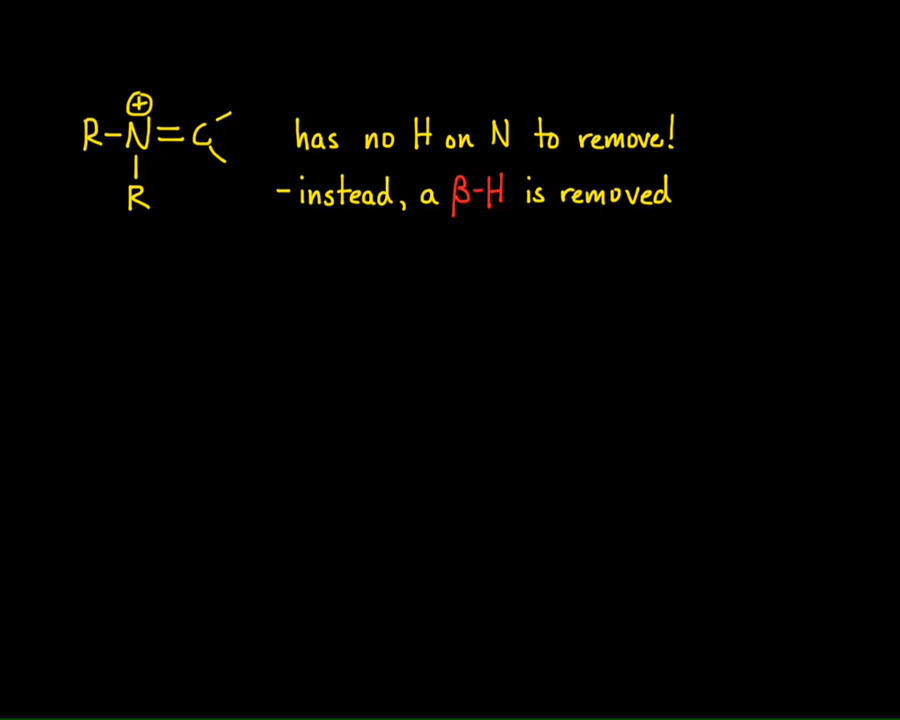 ⊕
R-N=C has no H on N to remove!
R -instead, a β-H is removed